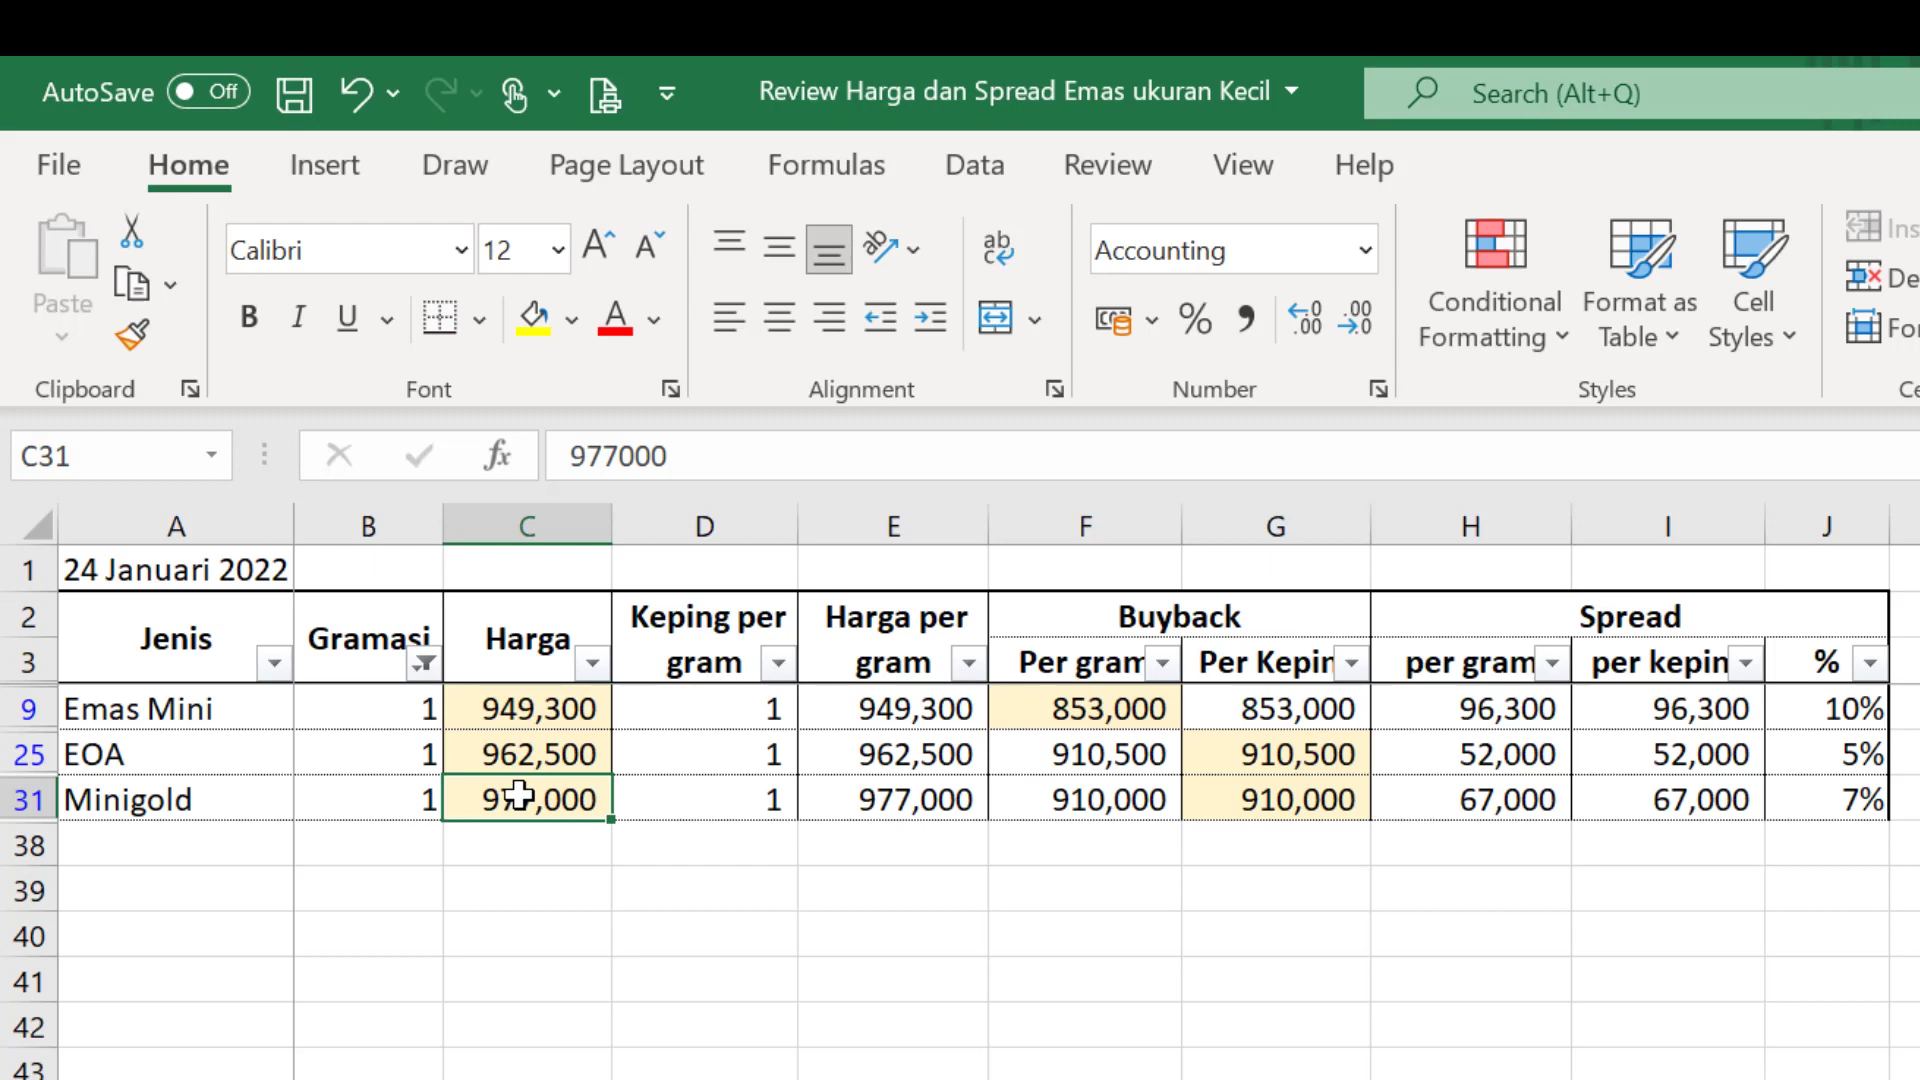 AutoSave Off Review Harga dan Spread Emas ukuran Kecil Search (Alt+Q)
File Home Insert Draw Page Layout Formulas Data Review View Help
Paste
Calibri 12
B I U
Accounting
Conditional Formatting
Format as Table
Cell Styles
Clipboard Font Alignment Number Styles
C31 fx 977000
A B C D E F G H I J
1 24 Januari 2022
2 Jenis Gramasi Harga Keping per gram Harga per gram Buyback Spread
3 Per gram Per Kepin per gram per kepin %
9 Emas Mini 1 949,300 1 949,300 853,000 853,000 96,300 96,300 10%
25 EOA 1 962,500 1 962,500 910,500 910,500 52,000 52,000 5%
31 Minigold 1 977,000 1 977,000 910,000 910,000 67,000 67,000 7%
38
39
40
41
42
43